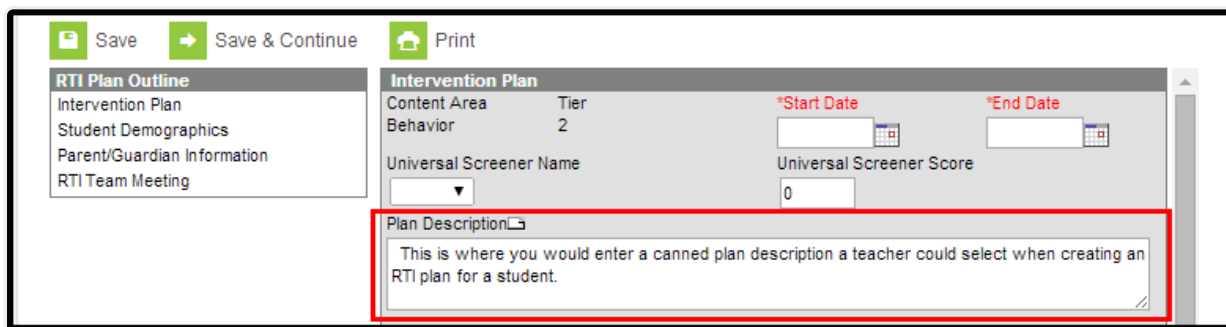 Save Save & Continue Print
RTI Plan Outline
Intervention Plan
Student Demographics
Parent/Guardian Information
RTI Team Meeting
Intervention Plan
Content Area Tier *Start Date *End Date
Behavior 2
Universal Screener Name Universal Screener Score
0
Plan Description
This is where you would enter a canned plan description a teacher could select when creating an
RTI plan for a student.